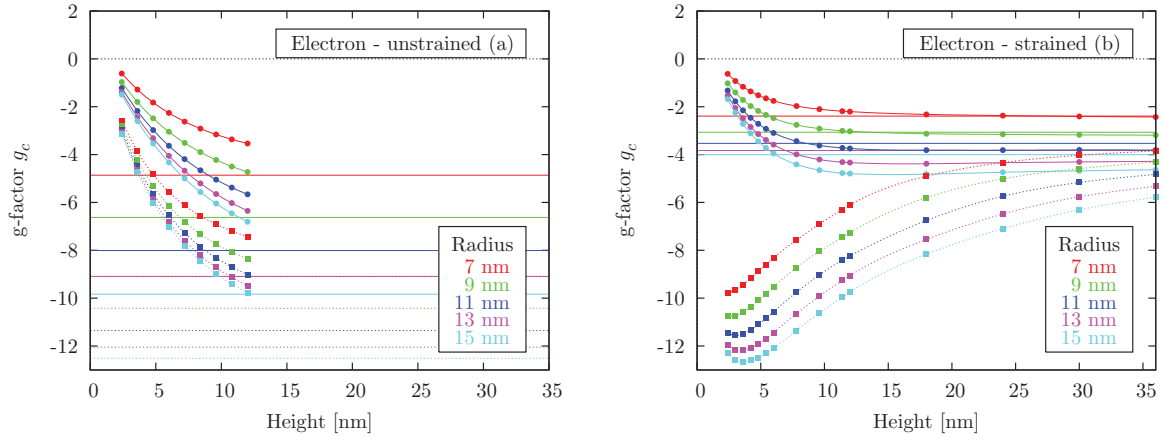 2
0
-2
-4
-6
-8
-10
-12
g-factor g_c
Electron - unstrained (a)
Radius
7 nm
9 nm
11 nm
13 nm
15 nm
0 5 10 15 20 25 30 35
Height [nm]
2
0
-2
-4
-6
-8
-10
-12
g-factor g_c
Electron - strained (b)
Radius
7 nm
9 nm
11 nm
13 nm
15 nm
0 5 10 15 20 25 30 35
Height [nm]